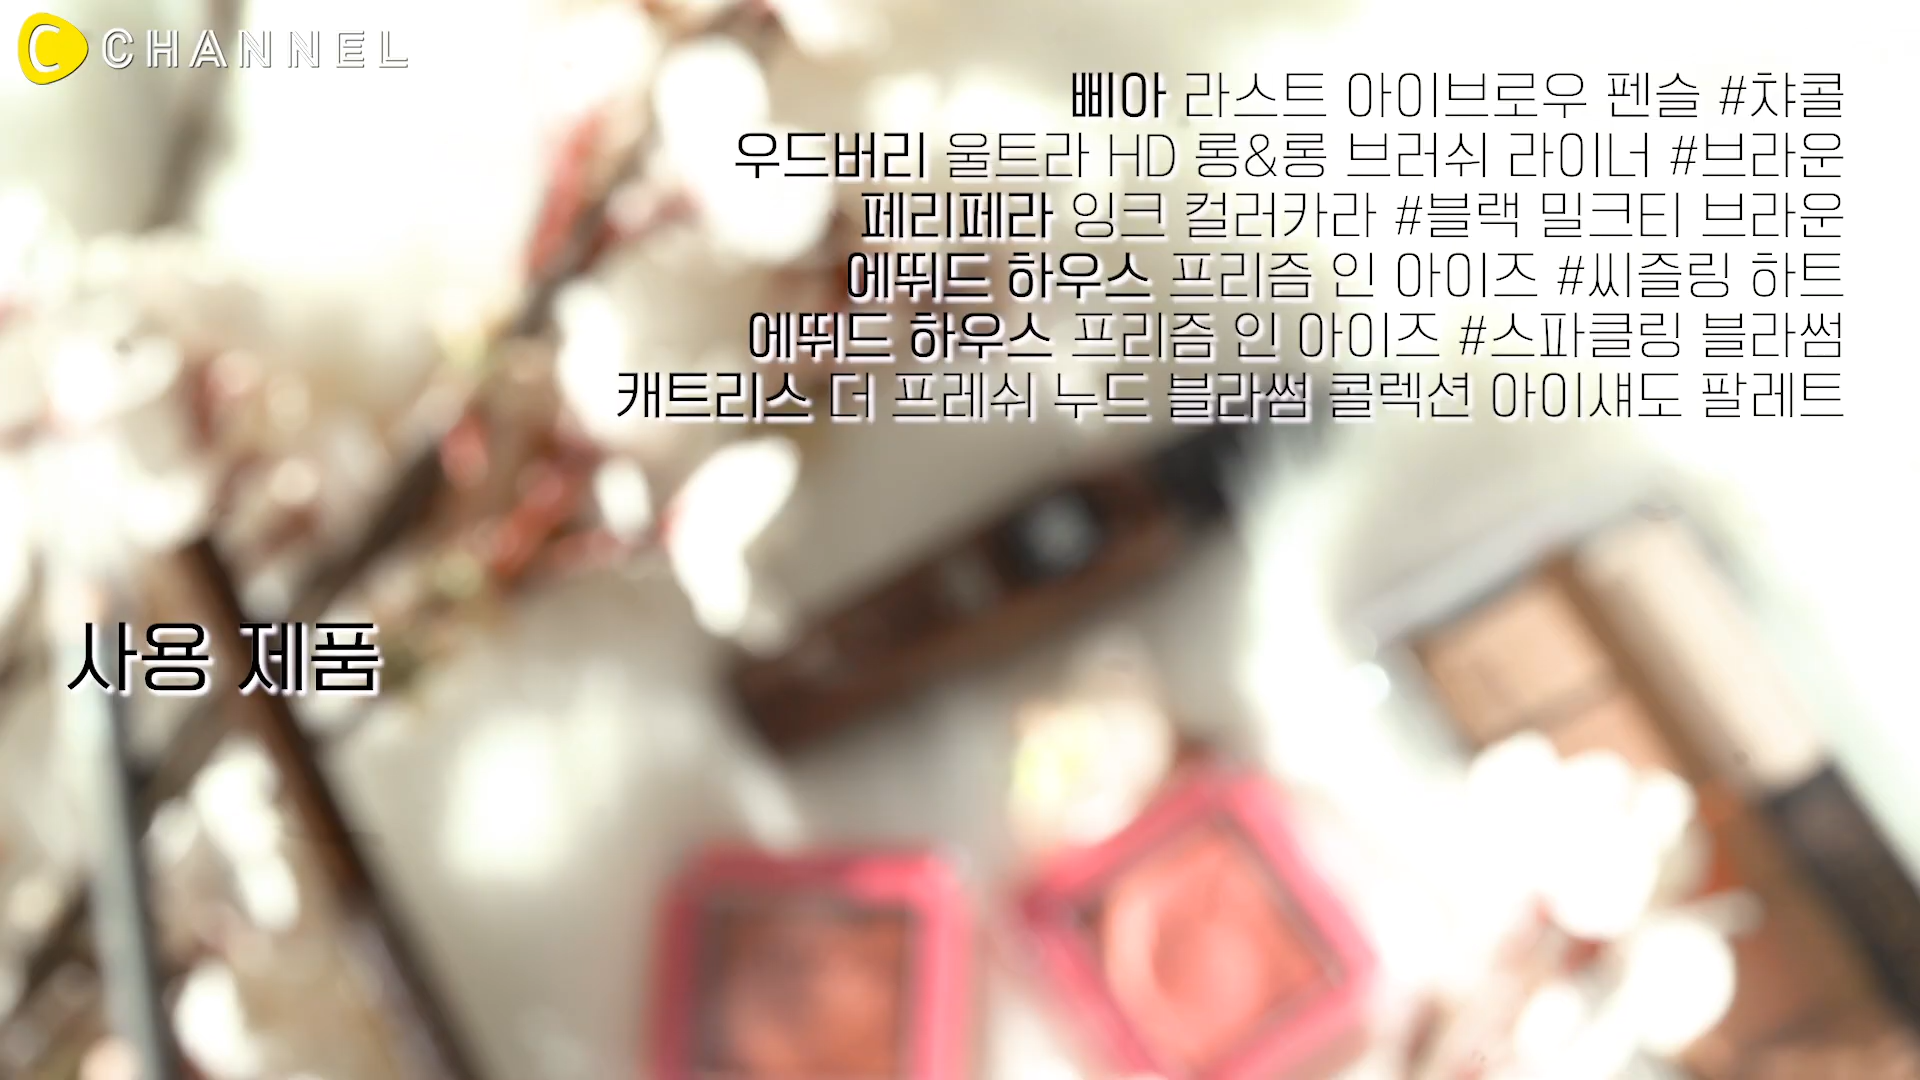 C CHANNEL
삐아 라스트 아이브로우 펜슬 #챠콜
우드버리 울트라 HD 롱&롱 브러쉬 라이너 #브라운
페리페라 잉크 컬러카라 #블랙 밀크티 브라운
에뛰드 하우스 프리즘 인 아이즈 #씨즐링 하트
에뛰드 하우스 프리즘 인 아이즈 #스파클링 블라썸
캐트리스 더 프레쉬 누드 블라썸 콜렉션 아이섀도 팔레트
사용 제품